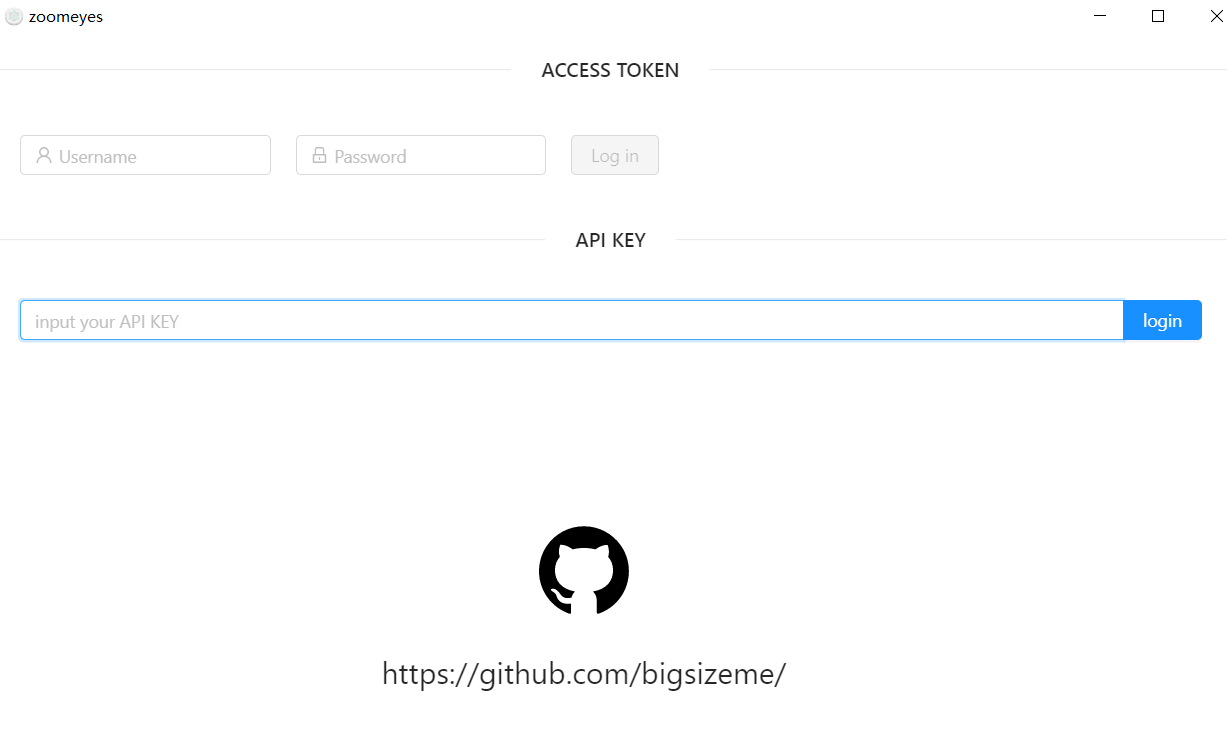 zoomeyes
ACCESS TOKEN
Username
Password
Log in
API KEY
input your API KEY
login
https://github.com/bigsizeme/